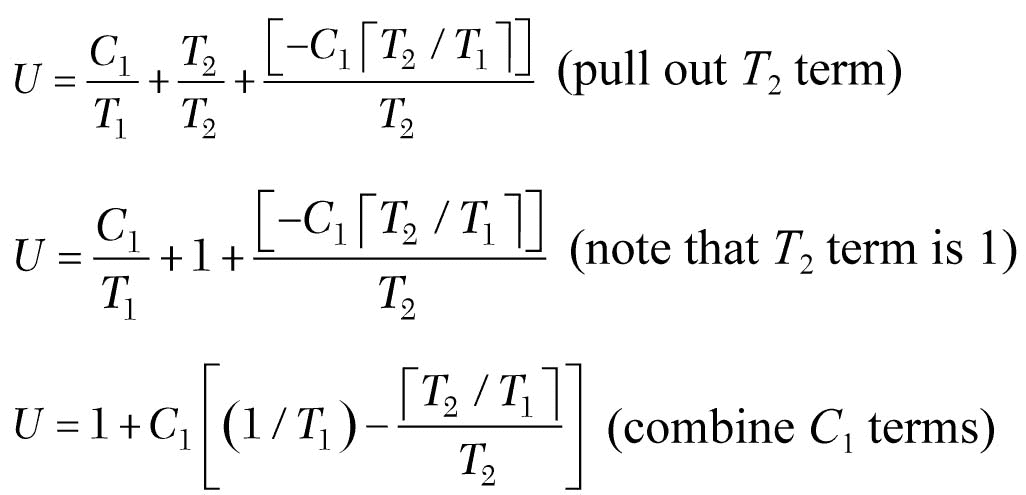 U = C₁/T₁ + T₂/T₂ + [−C₁⌈T₂ / T₁⌉]/T₂ (pull out T₂ term)
U = C₁/T₁ + 1 + [−C₁⌈T₂ / T₁⌉]/T₂ (note that T₂ term is 1)
U = 1 + C₁[(1 / T₁) − ⌈T₂ / T₁⌉/T₂] (combine C₁ terms)